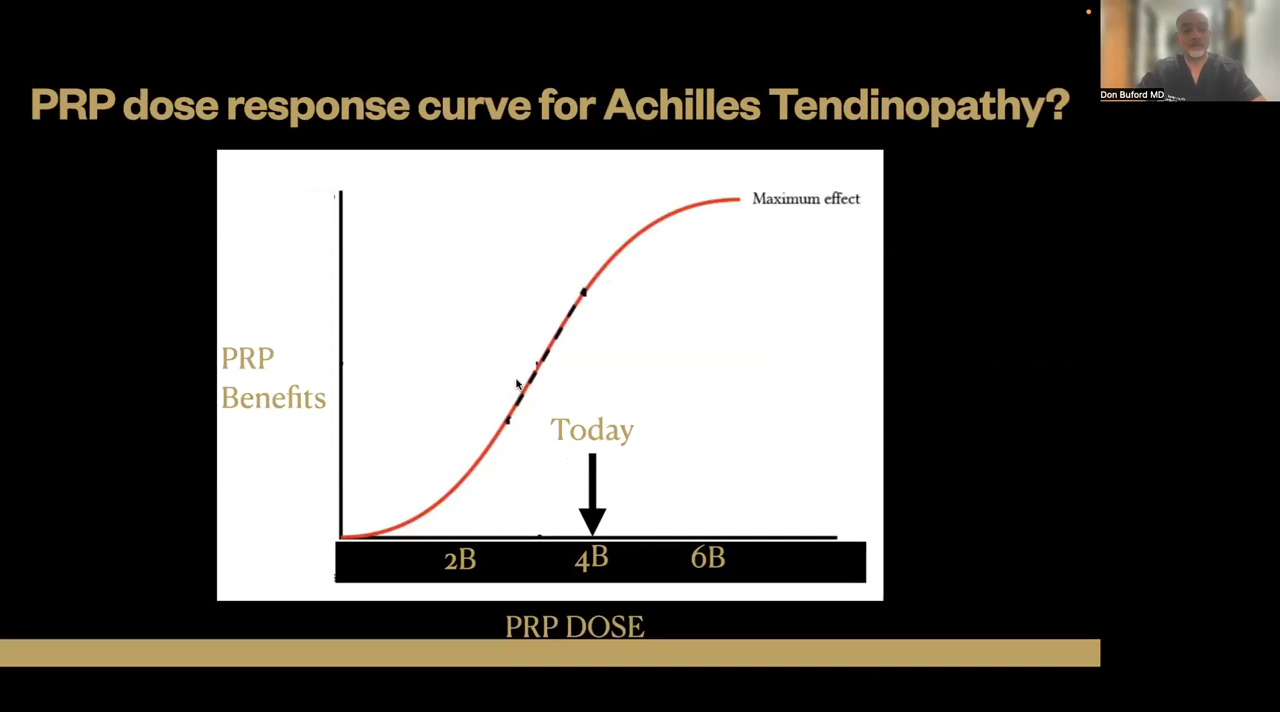 PRP dose response curve for Achilles Tendinopathy?
Don Buford MD
Maximum effect
PRP
Benefits
Today
2B
4B
6B
PRP DOSE